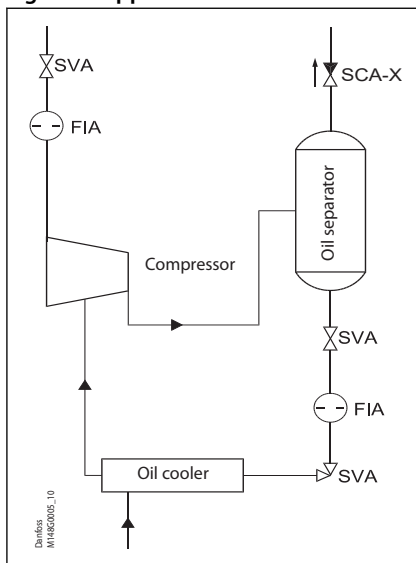 SVA
SCA-X
FIA
Oil separator
Compressor
SVA
FIA
Oil cooler
SVA
Danfoss
M148G0005_10